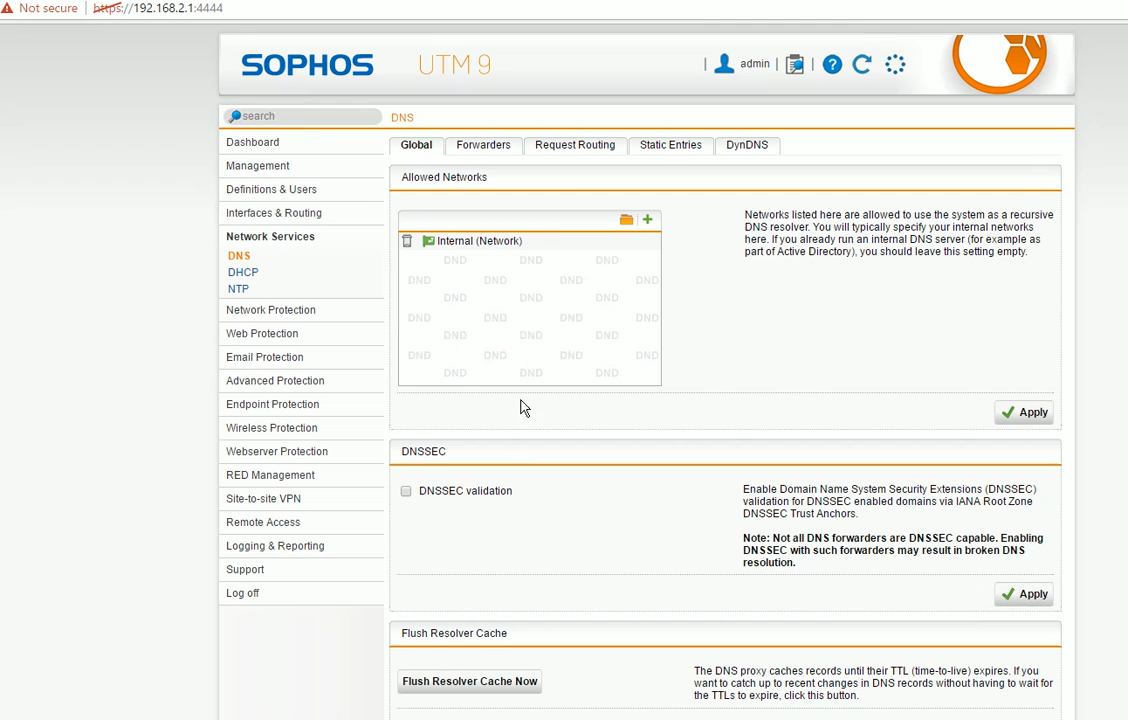 Not secure | https://192.168.2.1:4444
SOPHOS UTM 9
admin
search
DNS
Dashboard
Management
Definitions & Users
Interfaces & Routing
Network Services
DNS
DHCP
NTP
Network Protection
Web Protection
Email Protection
Advanced Protection
Endpoint Protection
Wireless Protection
Webserver Protection
RED Management
Site-to-site VPN
Remote Access
Logging & Reporting
Support
Log off
Global Forwarders Request Routing Static Entries DynDNS
Allowed Networks
Internal (Network)
DND DND DND
DND DND DND DND
DND DND DND
DND DND DND DND
DND DND DND
DND DND DND DND
DND DND DND
Networks listed here are allowed to use the system as a recursive
DNS resolver. You will typically specify your internal networks
here. If you already run an internal DNS server (for example as
part of Active Directory), you should leave this setting empty.
Apply
DNSSEC
DNSSEC validation
Enable Domain Name System Security Extensions (DNSSEC)
validation for DNSSEC enabled domains via IANA Root Zone
DNSSEC Trust Anchors.
Note: Not all DNS forwarders are DNSSEC capable. Enabling
DNSSEC with such forwarders may result in broken DNS
resolution.
Apply
Flush Resolver Cache
Flush Resolver Cache Now
The DNS proxy caches records until their TTL (time-to-live) expires. If you
want to catch up to recent changes in DNS records without having to wait for
the TTLs to expire, click this button.